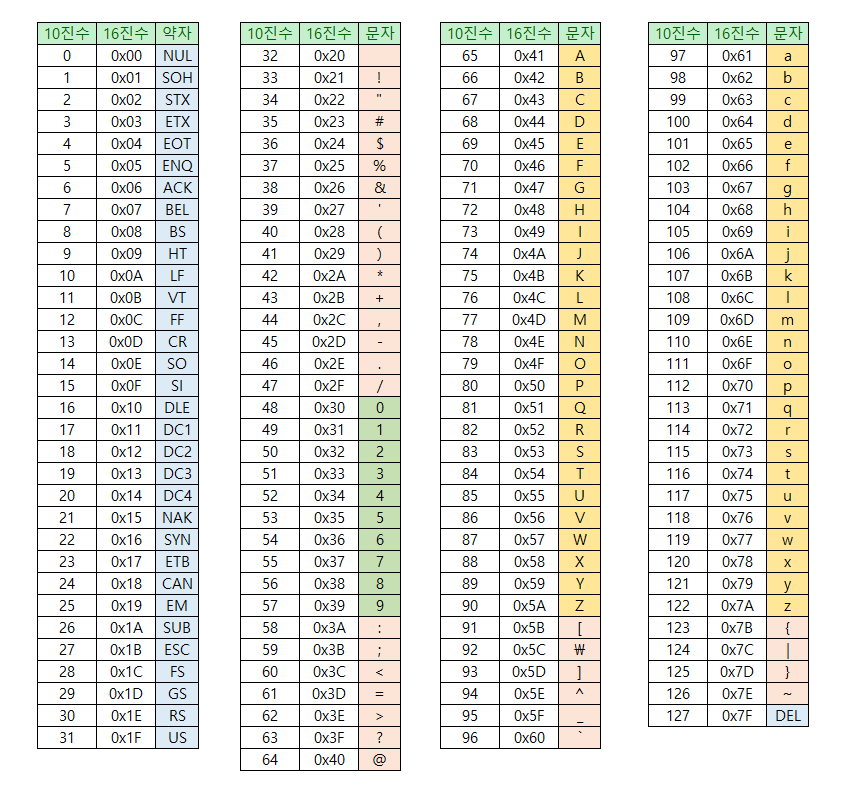 10진수 16진수 약자
0 0x00 NUL
1 0x01 SOH
2 0x02 STX
3 0x03 ETX
4 0x04 EOT
5 0x05 ENQ
6 0x06 ACK
7 0x07 BEL
8 0x08 BS
9 0x09 HT
10 0x0A LF
11 0x0B VT
12 0x0C FF
13 0x0D CR
14 0x0E SO
15 0x0F SI
16 0x10 DLE
17 0x11 DC1
18 0x12 DC2
19 0x13 DC3
20 0x14 DC4
21 0x15 NAK
22 0x16 SYN
23 0x17 ETB
24 0x18 CAN
25 0x19 EM
26 0x1A SUB
27 0x1B ESC
28 0x1C FS
29 0x1D GS
30 0x1E RS
31 0x1F US
10진수 16진수 문자
32 0x20
33 0x21 !
34 0x22 "
35 0x23 #
36 0x24 $
37 0x25 %
38 0x26 &
39 0x27 '
40 0x28 (
41 0x29 )
42 0x2A *
43 0x2B +
44 0x2C ,
45 0x2D -
46 0x2E .
47 0x2F /
48 0x30 0
49 0x31 1
50 0x32 2
51 0x33 3
52 0x34 4
53 0x35 5
54 0x36 6
55 0x37 7
56 0x38 8
57 0x39 9
58 0x3A :
59 0x3B ;
60 0x3C <
61 0x3D =
62 0x3E >
63 0x3F ?
64 0x40 @
10진수 16진수 문자
65 0x41 A
66 0x42 B
67 0x43 C
68 0x44 D
69 0x45 E
70 0x46 F
71 0x47 G
72 0x48 H
73 0x49 I
74 0x4A J
75 0x4B K
76 0x4C L
77 0x4D M
78 0x4E N
79 0x4F O
80 0x50 P
81 0x51 Q
82 0x52 R
83 0x53 S
84 0x54 T
85 0x55 U
86 0x56 V
87 0x57 W
88 0x58 X
89 0x59 Y
90 0x5A Z
91 0x5B [
92 0x5C ₩
93 0x5D ]
94 0x5E ^
95 0x5F _
96 0x60 `
10진수 16진수 문자
97 0x61 a
98 0x62 b
99 0x63 c
100 0x64 d
101 0x65 e
102 0x66 f
103 0x67 g
104 0x68 h
105 0x69 i
106 0x6A j
107 0x6B k
108 0x6C l
109 0x6D m
110 0x6E n
111 0x6F o
112 0x70 p
113 0x71 q
114 0x72 r
115 0x73 s
116 0x74 t
117 0x75 u
118 0x76 v
119 0x77 w
120 0x78 x
121 0x79 y
122 0x7A z
123 0x7B {
124 0x7C |
125 0x7D }
126 0x7E ~
127 0x7F DEL